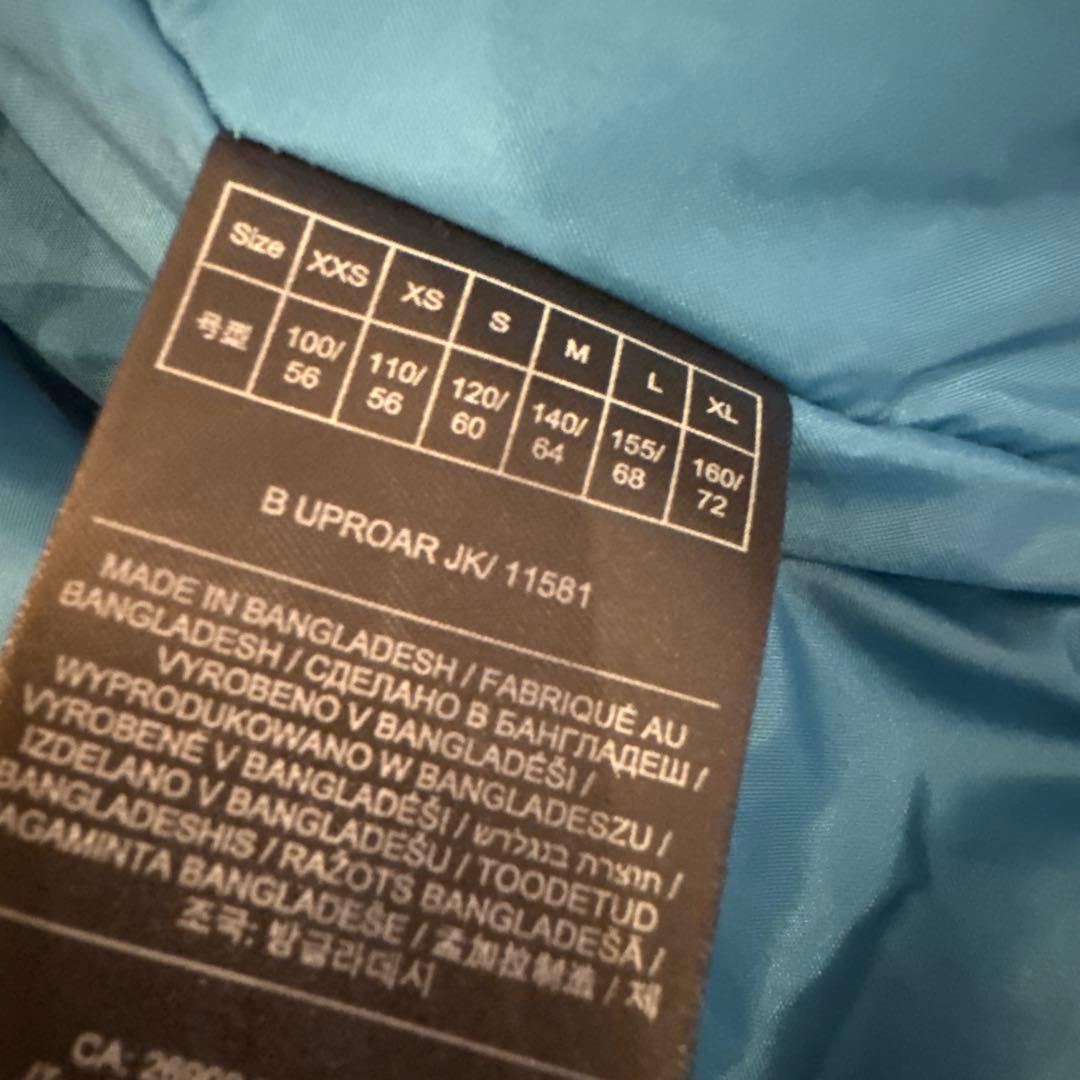 Size XXS XS S M L XL
号型 100/56 110/56 120/60 140/64 155/68 160/72
B UPROAR JK/ 11581
MADE IN BANGLADESH / FABRIQUÉ AU
BANGLADESH / СДЕЛАНО В БАНГЛАДЕШ /
VYROBENO V BANGLADÉŠI /
WYPRODUKOWANO W BANGLADESZU /
VYROBENÉ V BANGLADÉŠI / תוצרת בנגלדש /
IZDELANO V BANGLADEŠU / TOODETUD
BANGLADESHIS / RAŽOTS BANGLADEŠĀ /
AGAMINTA BANGLADEŠE / 孟加拉制造 / 제
조국: 방글라데시
CA: